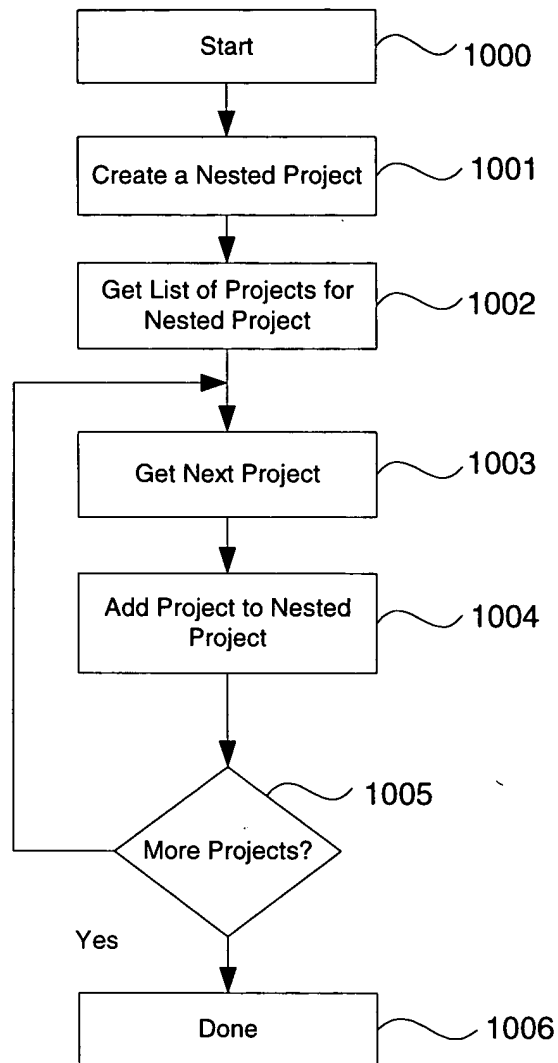 Start
1000
Create a Nested Project
1001
Get List of Projects for
Nested Project
1002
Get Next Project
1003
Add Project to Nested
Project
1004
1005
More Projects?
Yes
Done
1006